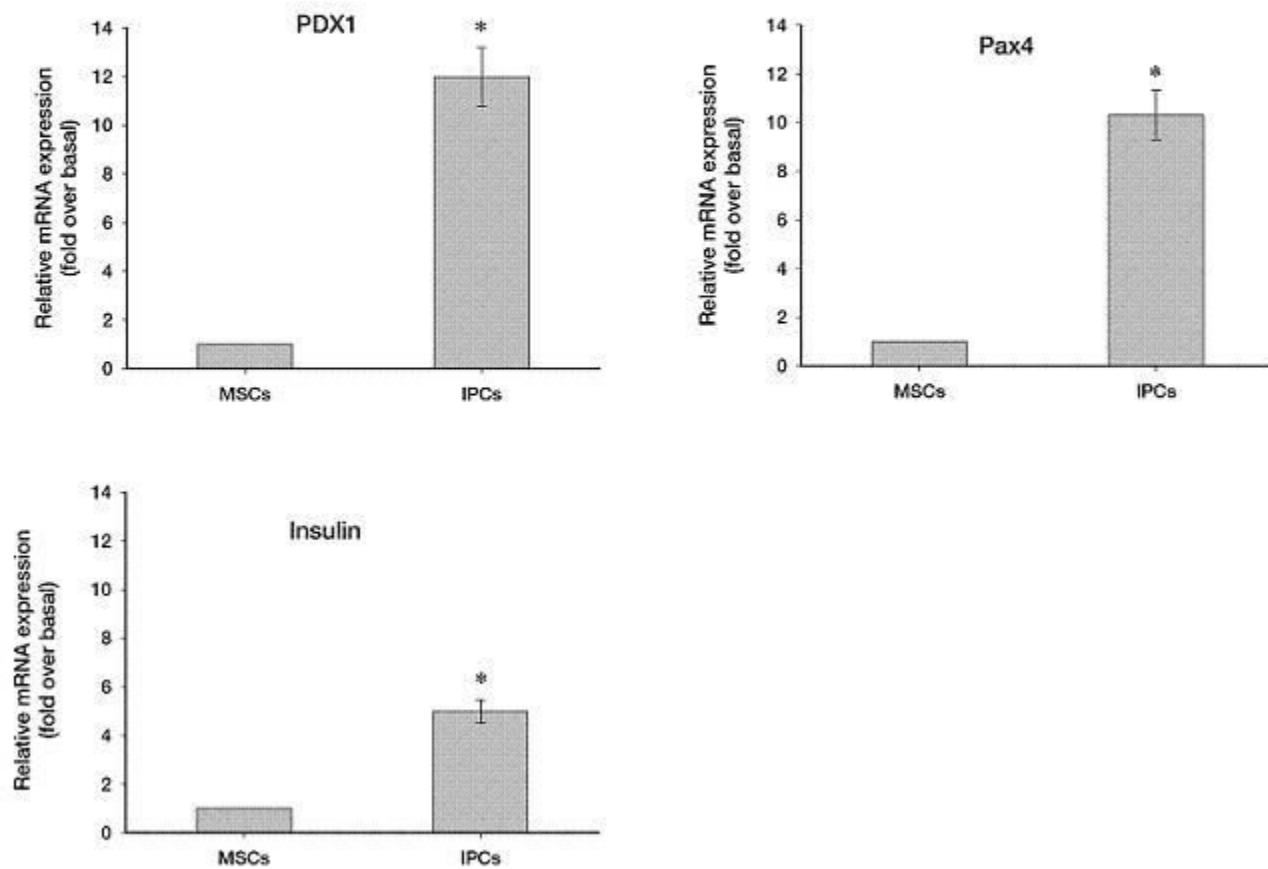 PDX1
*
Relative mRNA expression
(fold over basal)
14
12
10
8
6
4
2
0
MSCs
IPCs
Pax4
*
Relative mRNA expression
(fold over basal)
14
12
10
8
6
4
2
0
MSCs
IPCs
Insulin
*
Relative mRNA expression
(fold over basal)
14
12
10
8
6
4
2
0
MSCs
IPCs